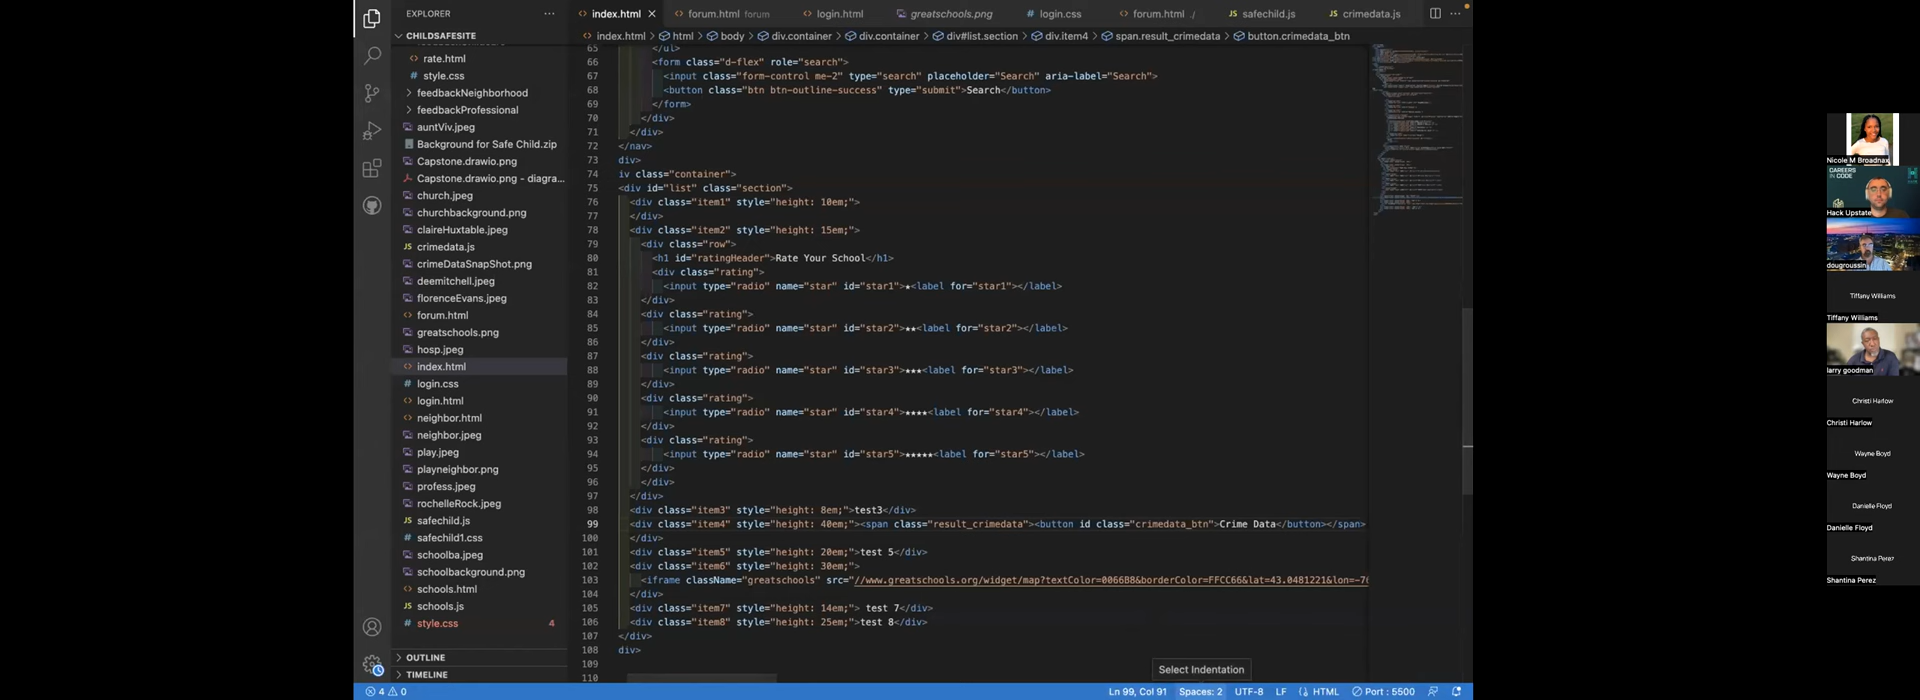 EXPLORER
CHILDSAFESITE
rate.html
style.css
feedbackNeighborhood
feedbackProfessional
auntViv.jpeg
Background for Safe Child.zip
Capstone.drawio.png
Capstone.drawio.png - diagra...
church.jpeg
churchbackground.png
claireHuxtable.jpeg
crimedata.js
crimeDataSnapShot.png
deemitchell.jpeg
florenceEvans.jpeg
forum.html
greatschools.png
hosp.jpeg
index.html
login.css
login.html
neighbor.html
neighbor.jpeg
play.jpeg
playneighbor.png
profess.jpeg
rochelleRock.jpeg
safechild.js
safechild1.css
schoolba.jpeg
schoolbackground.png
schools.html
schools.js
style.css 4
OUTLINE
TIMELINE
index.html forum.html forum login.html greatschools.png login.css forum.html ./ safechild.js crimedata.js
index.html > html > body > div.container > div.container > div#list.section > div.item4 > span.result_crimedata > button.crimedata_btn
65 </ul>
66 <form class="d-flex" role="search">
67 <input class="form-control me-2" type="search" placeholder="Search" aria-label="Search">
68 <button class="btn btn-outline-success" type="submit">Search</button>
69 </form>
70 </div>
71 </div>
72 </nav>
73 div>
74 iv class="container">
75 <div id="list" class="section">
76 <div class="item1" style="height: 10em;">
77 </div>
78 <div class="item2" style="height: 15em;">
79 <div class="row">
80 <h1 id="ratingHeader">Rate Your School</h1>
81 <div class="rating">
82 <input type="radio" name="star" id="star1">★<label for="star1"></label>
83 </div>
84 <div class="rating">
85 <input type="radio" name="star" id="star2">★★<label for="star2"></label>
86 </div>
87 <div class="rating">
88 <input type="radio" name="star" id="star3">★★★<label for="star3"></label>
89 </div>
90 <div class="rating">
91 <input type="radio" name="star" id="star4">★★★★<label for="star4"></label>
92 </div>
93 <div class="rating">
94 <input type="radio" name="star" id="star5">★★★★★<label for="star5"></label>
95 </div>
96 </div>
97 </div>
98 <div class="item3" style="height: 8em;">test3</div>
99 <div class="item4" style="height: 40em;"><span class="result_crimedata"><button id class="crimedata_btn">Crime Data</button></span>
100 </div>
101 <div class="item5" style="height: 20em;">test 5</div>
102 <div class="item6" style="height: 30em;">
103 <iframe className="greatschools" src="//www.greatschools.org/widget/map?textColor=0066B8&borderColor=FFCC66&lat=43.0481221&lon=-76
104 </div>
105 <div class="item7" style="height: 14em;"> test 7</div>
106 <div class="item8" style="height: 25em;">test 8</div>
107 </div>
108 div>
109
110
Select Indentation
4 0
Ln 99, Col 91 Spaces: 2 UTF-8 LF HTML Port : 5500
Nicole M Broadnax
CAREERS
IN CODE
Hack Upstate
dougroussin
Tiffany Williams
Tiffany Williams
larry goodman
Christi Harlow
Christi Harlow
Wayne Boyd
Wayne Boyd
Danielle Floyd
Danielle Floyd
Shantina Perez
Shantina Perez